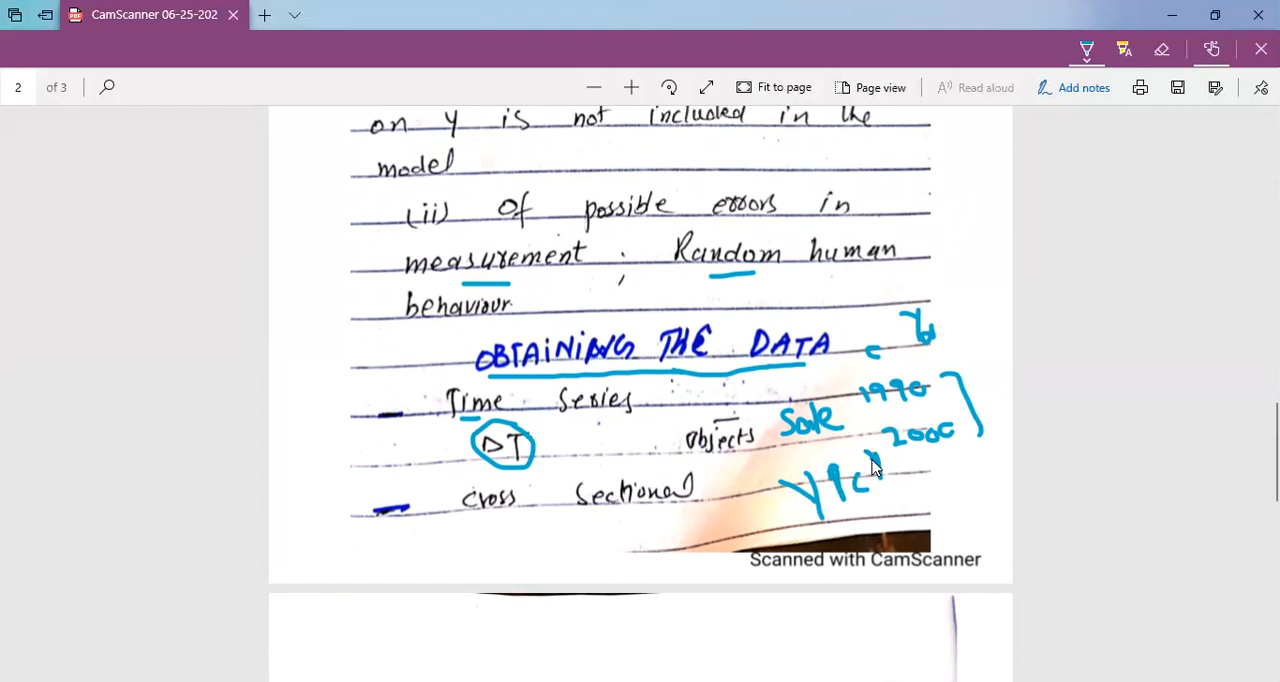 CamScanner 06-25-202
2 of 3
Fit to page
Page view
Read aloud
Add notes
on y is not included in the
model
(ii) of possible errors in
measurement ; Random human
behaviour.
OBTAINING THE DATA
- Time Series
1990
ΔT objects Sale 2000
- cross sectional
Scanned with CamScanner